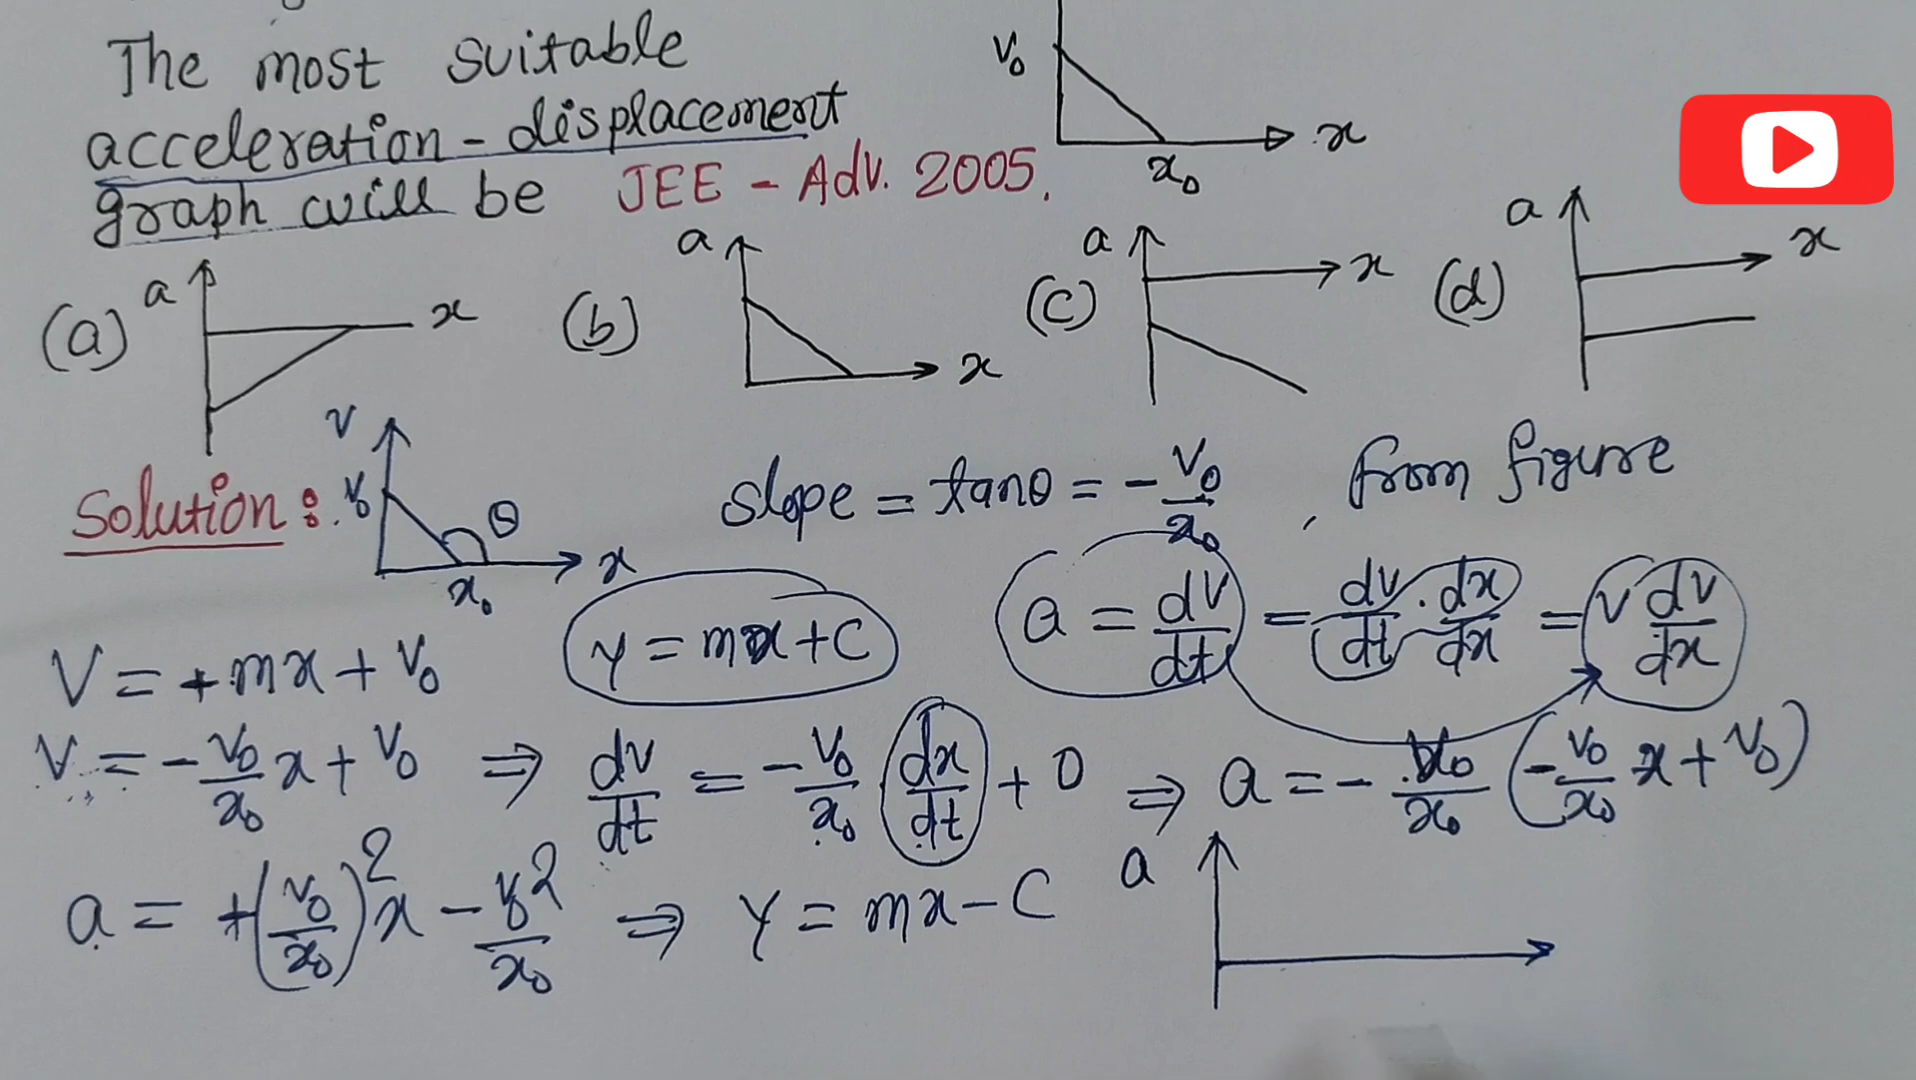 The most suitable
acceleration - displacement
graph will be JEE - Adv. 2005.
V₀
x
x₀
(a) a x
(b) a x
(c) a x
(d) a x
Solution :
V
V₀
θ
x₀
x
slope = tanθ = - V₀/x₀ , from figure
V = + mx + V₀
y = mx + C
a = dV/dt = dV/dt · dx/dx = V dV/dx
V = - V₀/x₀ x + V₀ ⇒ dV/dt = - V₀/x₀ dx/dt + 0 ⇒ a = - V₀/x₀ (- V₀/x₀ x + V₀)
a = + (V₀/x₀)² x - V₀²/x₀ ⇒ Y = mx - C
a